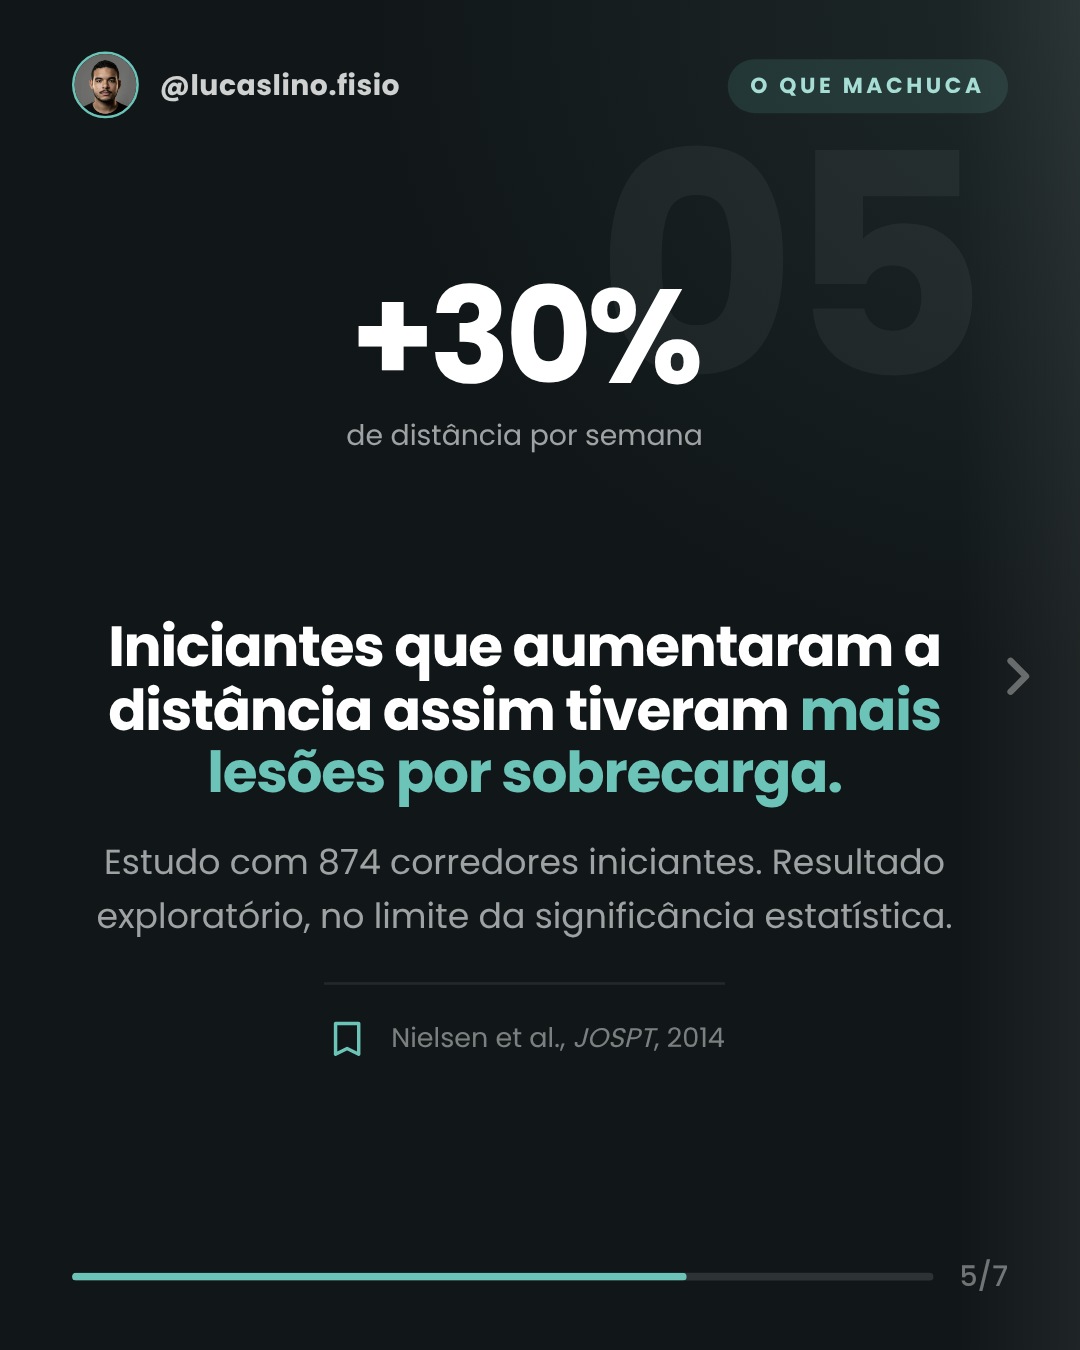 @lucaslino.fisio
O QUE MACHUCA
05
+30%
de distância por semana
Iniciantes que aumentaram a
distância assim tiveram mais
lesões por sobrecarga.
Estudo com 874 corredores iniciantes. Resultado
exploratório, no limite da significância estatística.
Nielsen et al., JOSPT, 2014
5/7